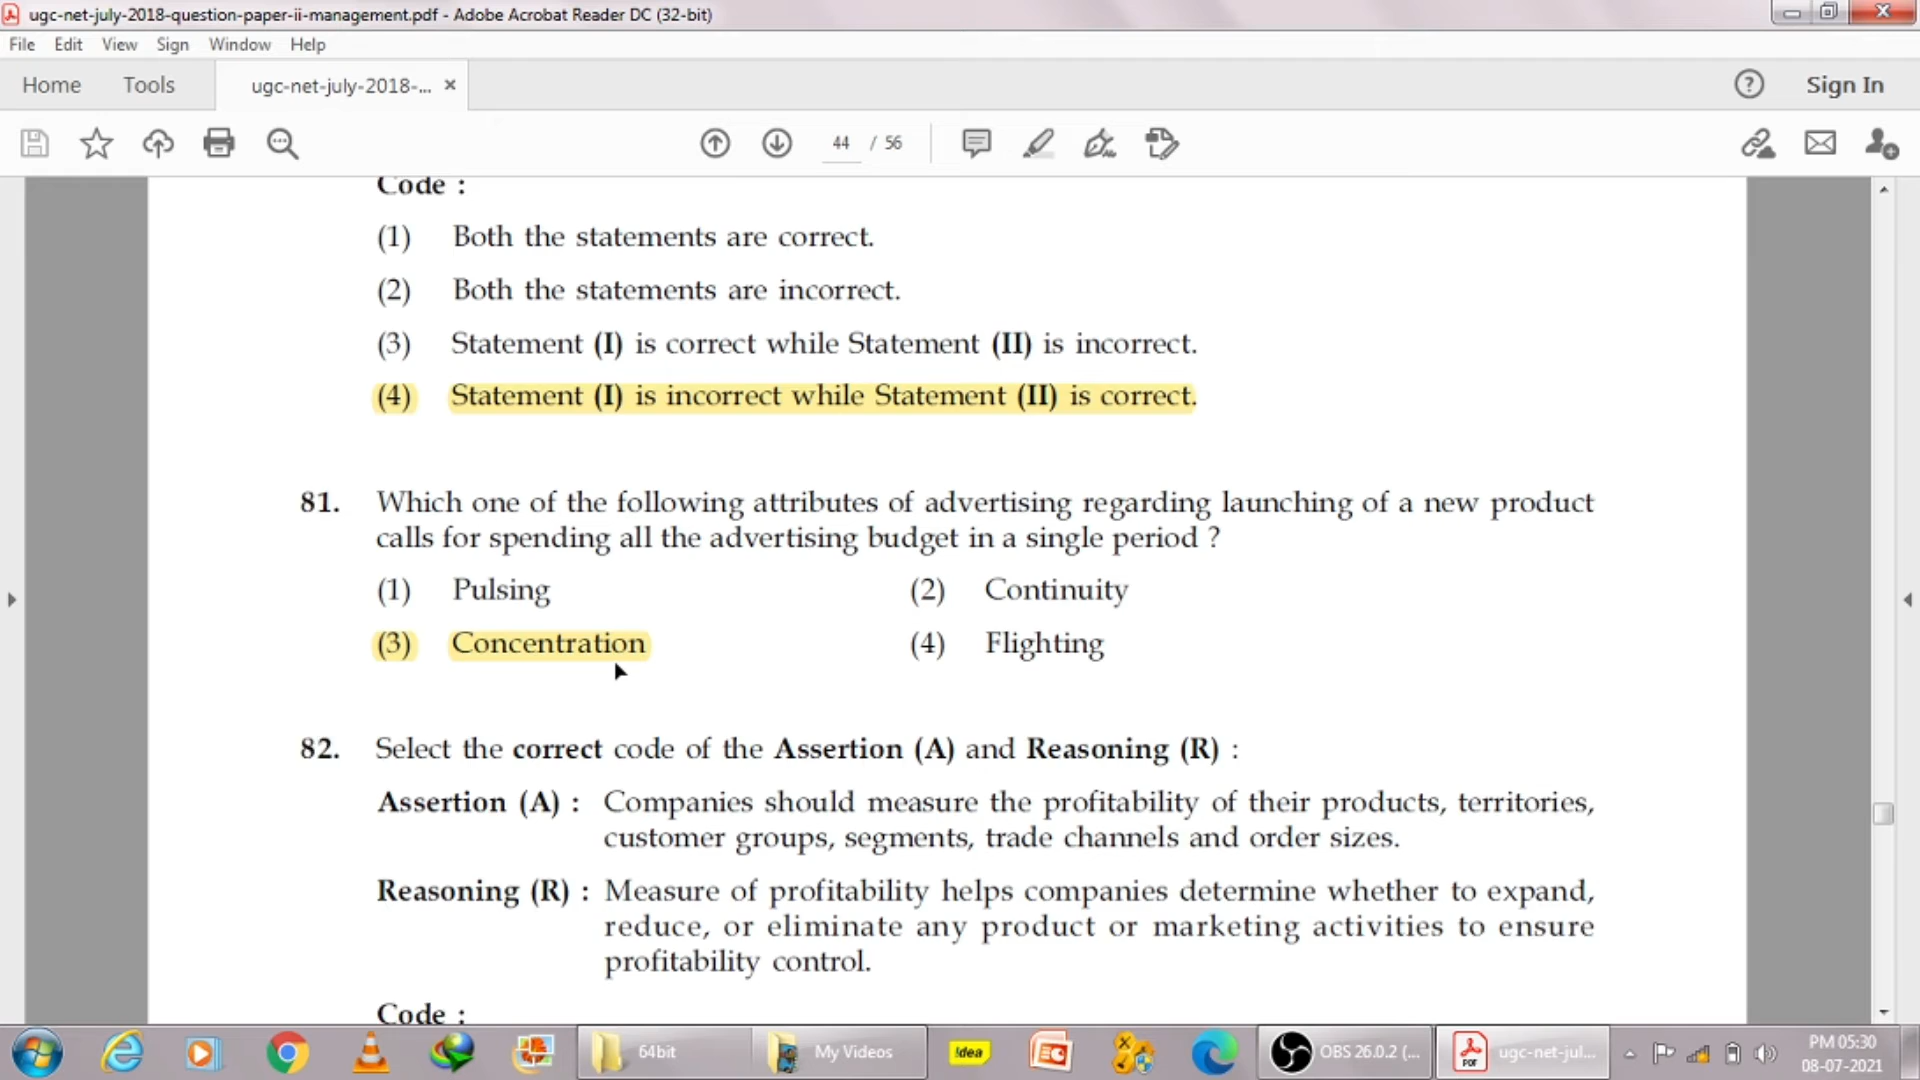 ugc-net-july-2018-question-paper-ii-management.pdf - Adobe Acrobat Reader DC (32-bit)
File Edit View Sign Window Help
Home Tools ugc-net-july-2018-... × ? Sign In
44 / 56
Code :
(1) Both the statements are correct.
(2) Both the statements are incorrect.
(3) Statement (I) is correct while Statement (II) is incorrect.
(4) Statement (I) is incorrect while Statement (II) is correct.
81. Which one of the following attributes of advertising regarding launching of a new product
calls for spending all the advertising budget in a single period ?
(1) Pulsing (2) Continuity
(3) Concentration (4) Flighting
82. Select the correct code of the Assertion (A) and Reasoning (R) :
Assertion (A) : Companies should measure the profitability of their products, territories,
customer groups, segments, trade channels and order sizes.
Reasoning (R) : Measure of profitability helps companies determine whether to expand,
reduce, or eliminate any product or marketing activities to ensure
profitability control.
Code :
64bit My Videos !dea OBS 26.0.2 (... PDF ugc-net-jul... PM 05:30
08-07-2021